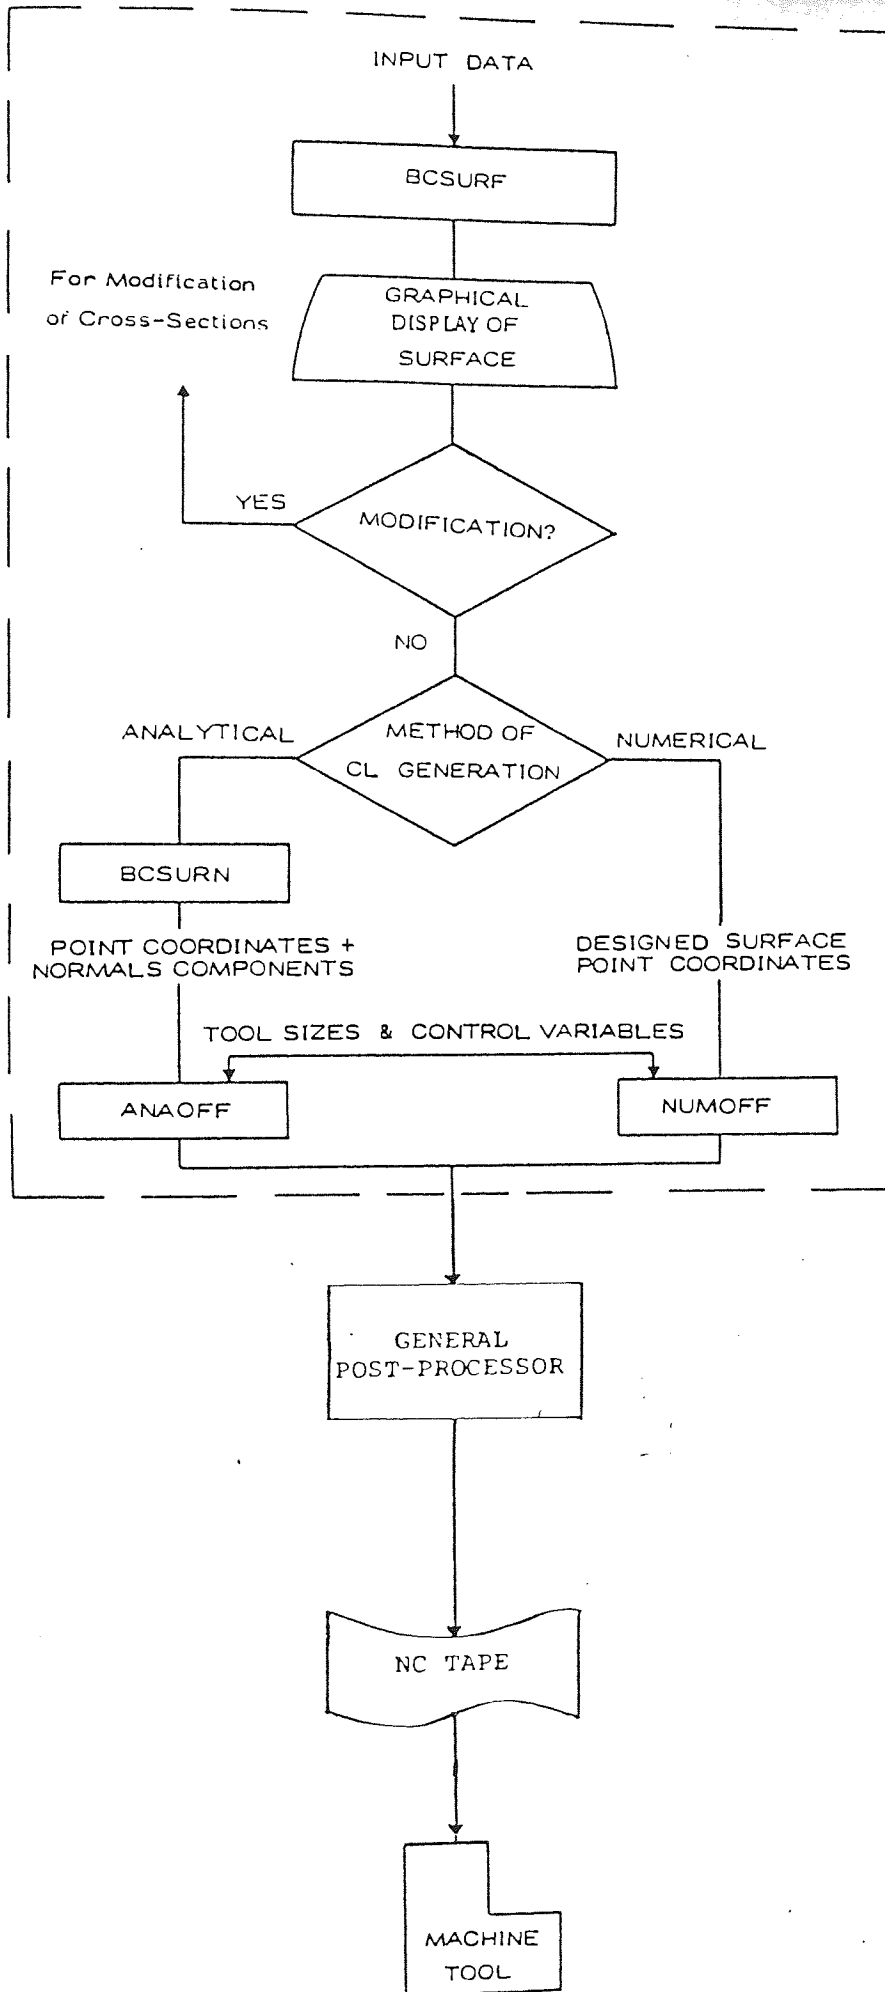 INPUT DATA
BCSURF
For Modification
of Cross-Sections
GRAPHICAL
DISPLAY OF
SURFACE
YES
MODIFICATION?
NO
ANALYTICAL
METHOD OF
CL GENERATION
NUMERICAL
BCSURN
POINT COORDINATES +
NORMALS COMPONENTS
DESIGNED SURFACE
POINT COORDINATES
TOOL SIZES & CONTROL VARIABLES
ANAOFF
NUMOFF
GENERAL
POST-PROCESSOR
NC TAPE
MACHINE
TOOL